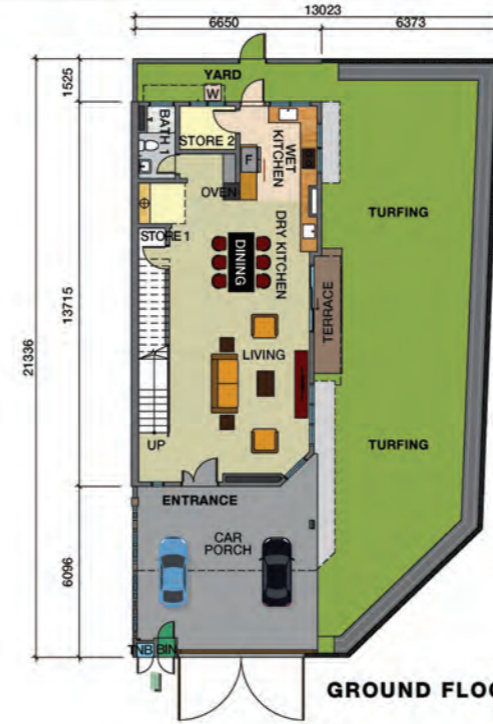 13023
6650
6373
1525
13715
21336
6096
YARD
W
BATH 1
STORE 2
WET
KITCHEN
F
OVEN
TURFING
STORE 1
DINING
DRY KITCHEN
TERRACE
LIVING
UP
TURFING
ENTRANCE
CAR
PORCH
TNB
BIN
GROUND FLOO